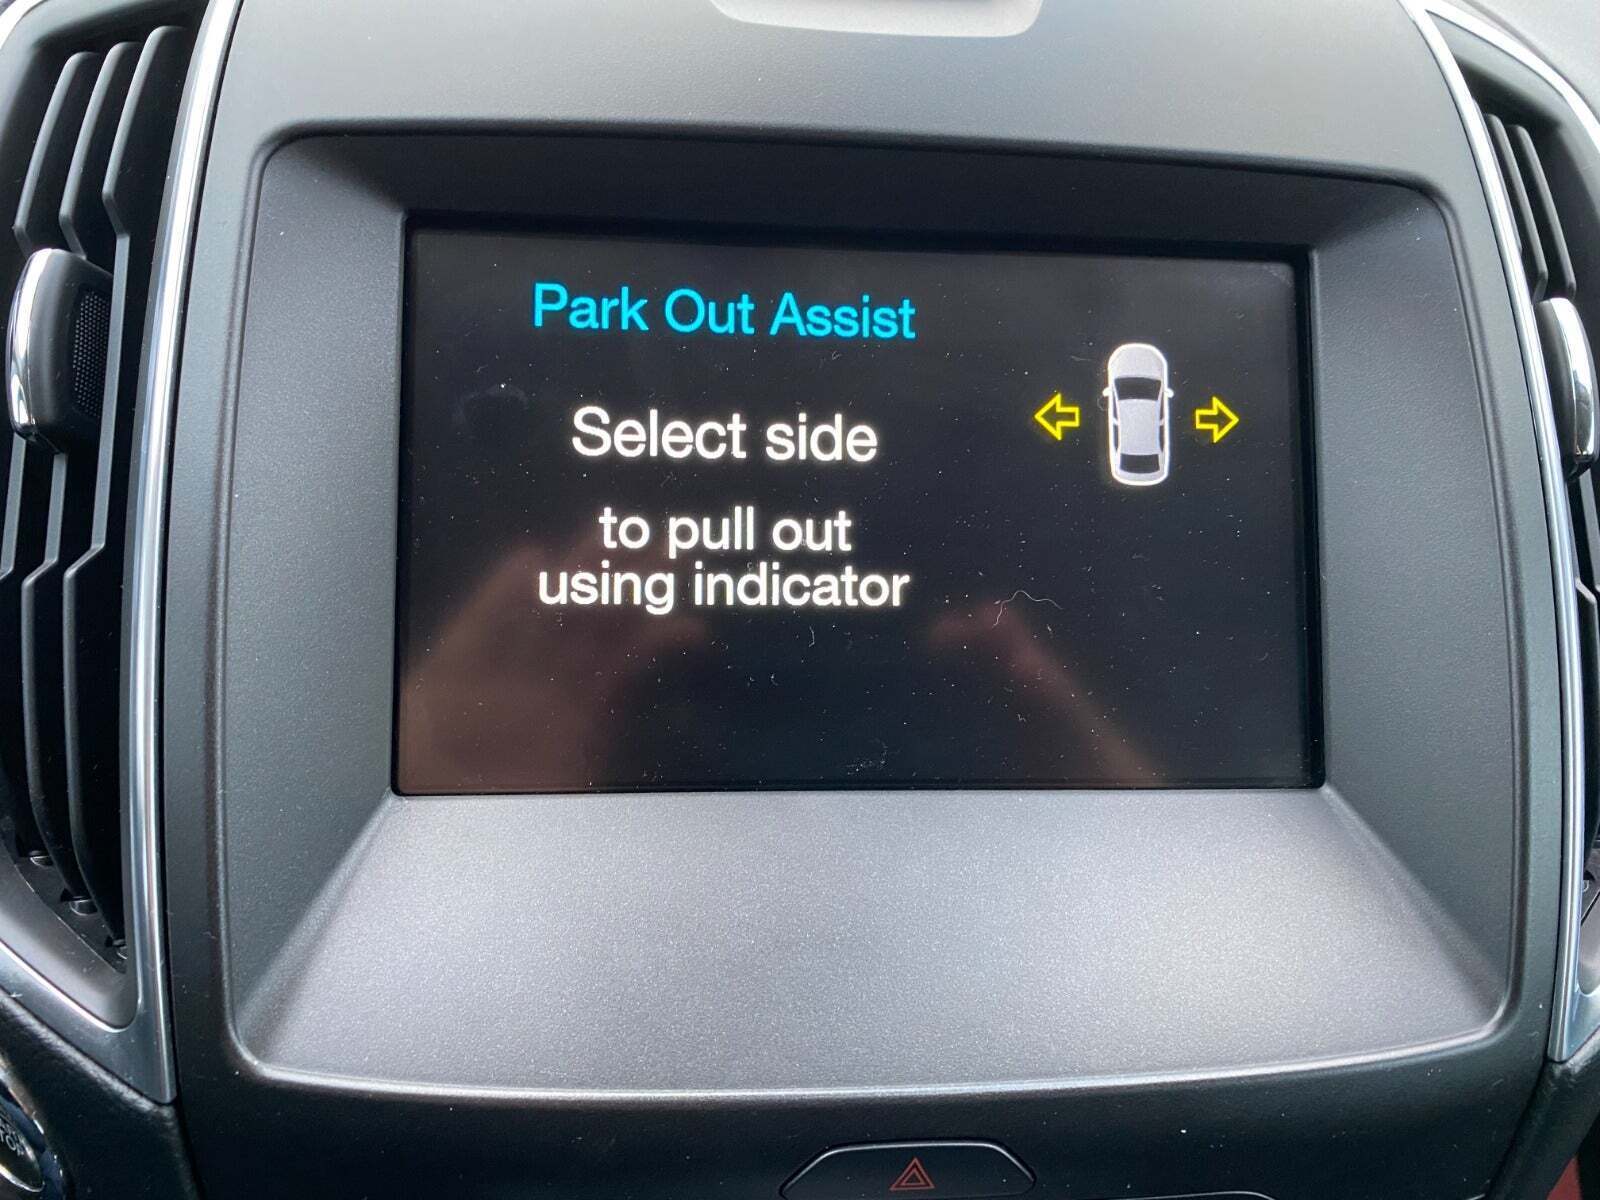 Park Out Assist
Select side
to pull out
using indicator